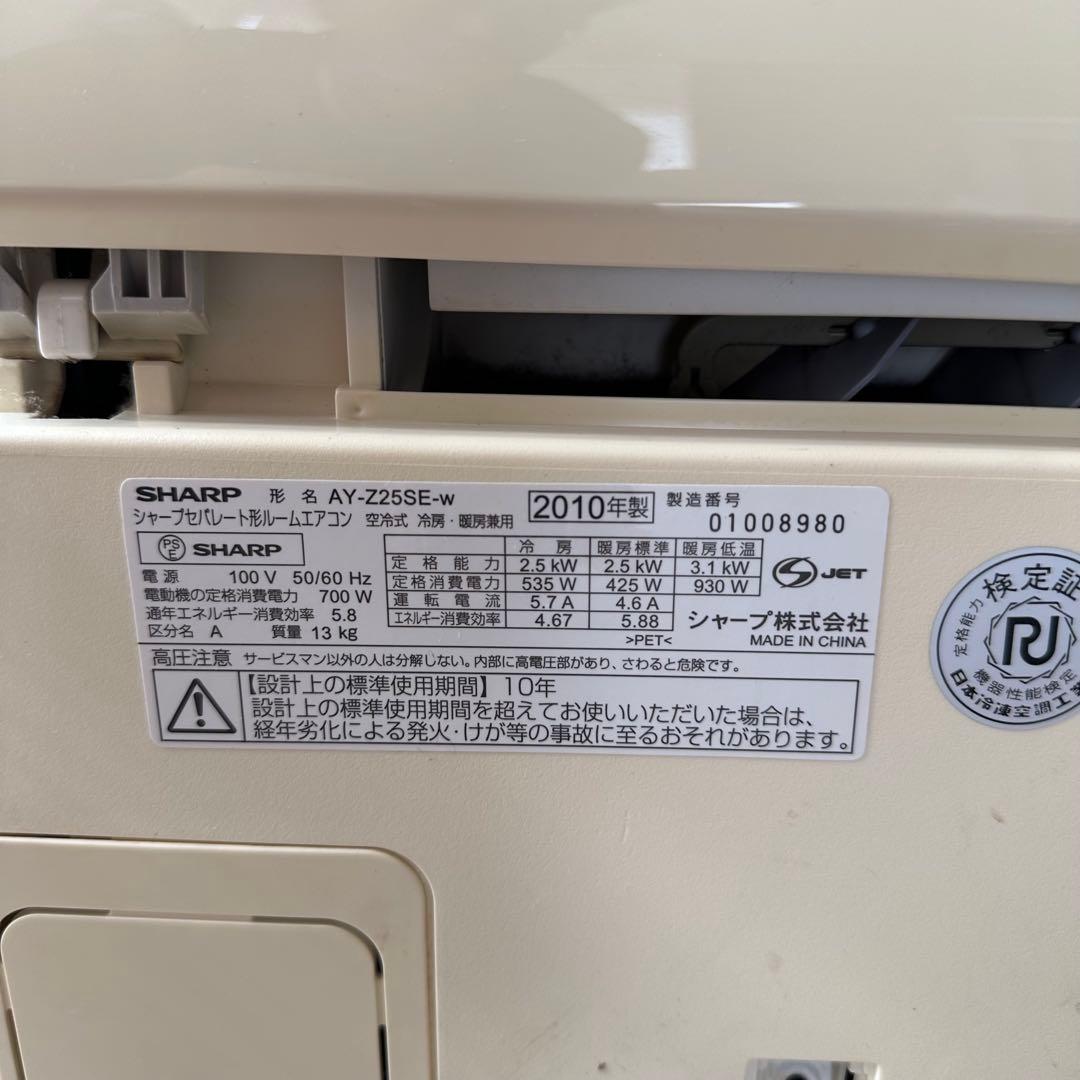 SHARP 形名 AY-Z25SE-w 2010年製 製造番号 01008980
シャープセパレート形ルームエアコン 空冷式 冷房・暖房兼用
PS E SHARP
電源 100 V 50/60 Hz
電動機の定格消費電力 700 W
通年エネルギー消費効率 5.8
区分名 A 質量 13 kg
冷房 暖房標準 暖房低温
定格能力 2.5 kW 2.5 kW 3.1 kW
定格消費電力 535 W 425 W 930 W
運転電流 5.7 A 4.6 A
エネルギー消費効率 4.67 5.88
>PET<
S JET
シャープ株式会社
MADE IN CHINA
高圧注意 サービスマン以外の人は分解しない。内部に高電圧部があり、さわると危険です。
【設計上の標準使用期間】10年
設計上の標準使用期間を超えてお使いいただいた場合は、
経年劣化による発火・けが等の事故に至るおそれがあります。
検定証
定格能力
機器性能検定
日本冷凍空調工業